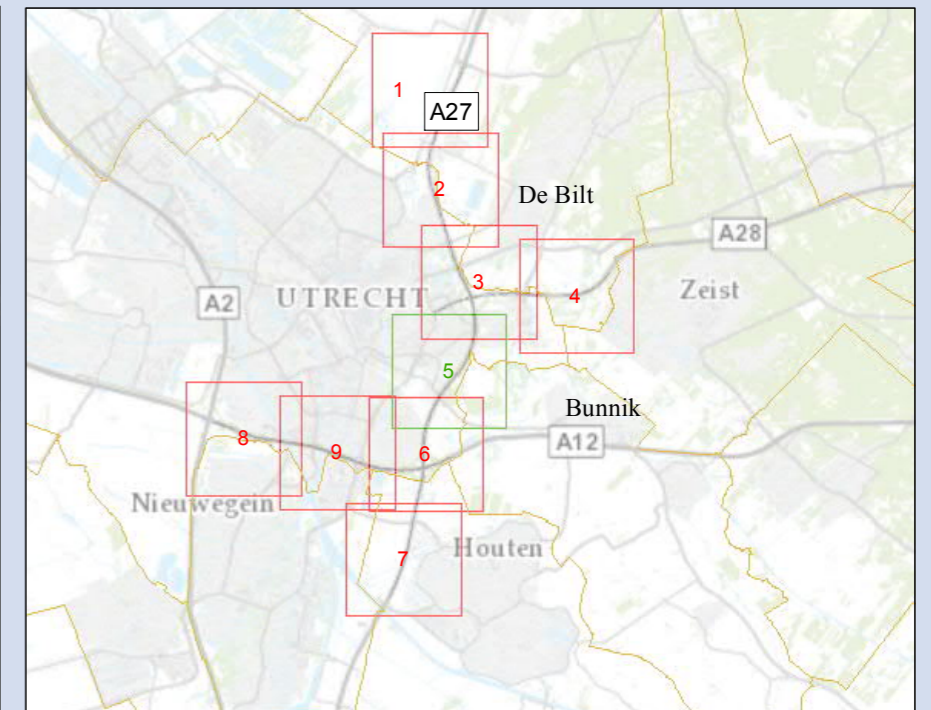 1
A27
2
De Bilt
A28
3
4
Zeist
UTRECHT
A2
5
Bunnik
8
9
6
A12
Nieuwegein
Houten
7